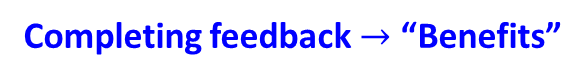 Completing feedback → “Benefits”